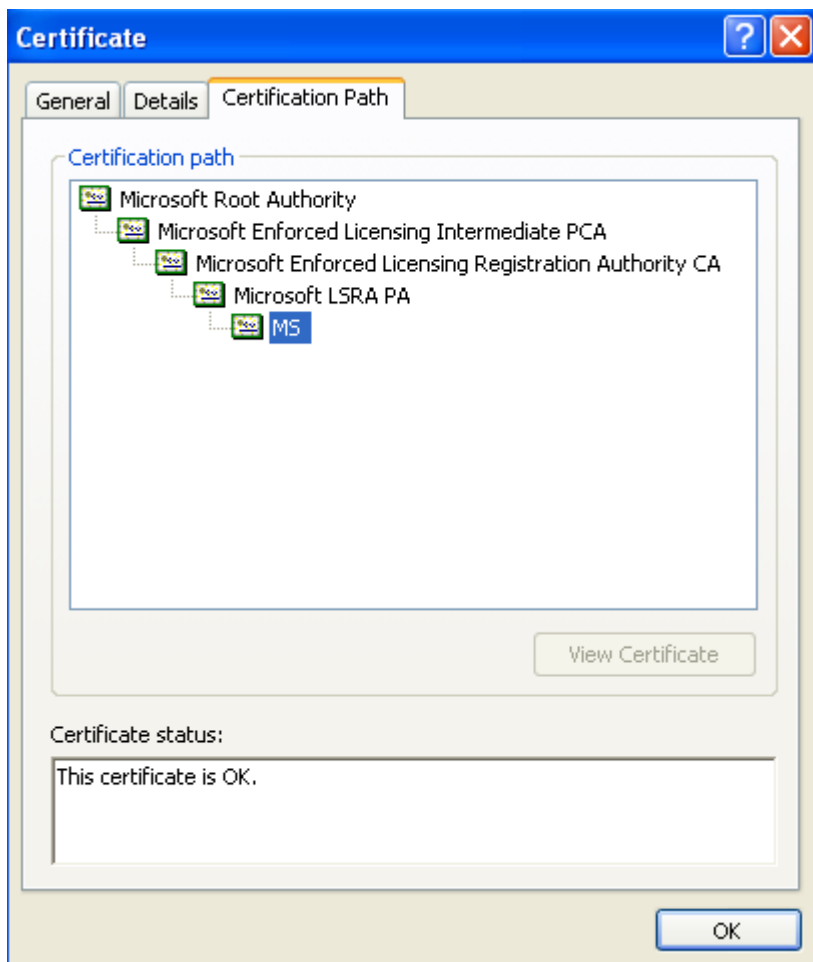 Certificate
General Details Certification Path
Certification path
Microsoft Root Authority
Microsoft Enforced Licensing Intermediate PCA
Microsoft Enforced Licensing Registration Authority CA
Microsoft LSRA PA
MS
View Certificate
Certificate status:
This certificate is OK.
OK